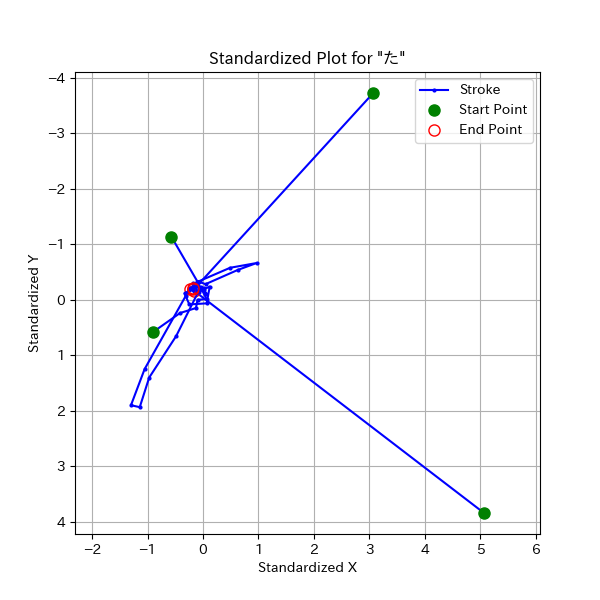 Standardized Plot for "た"
Stroke
Start Point
End Point
−4
−3
−2
−1
0
1
2
3
4
Standardized Y
−2 −1 0 1 2 3 4 5 6
Standardized X